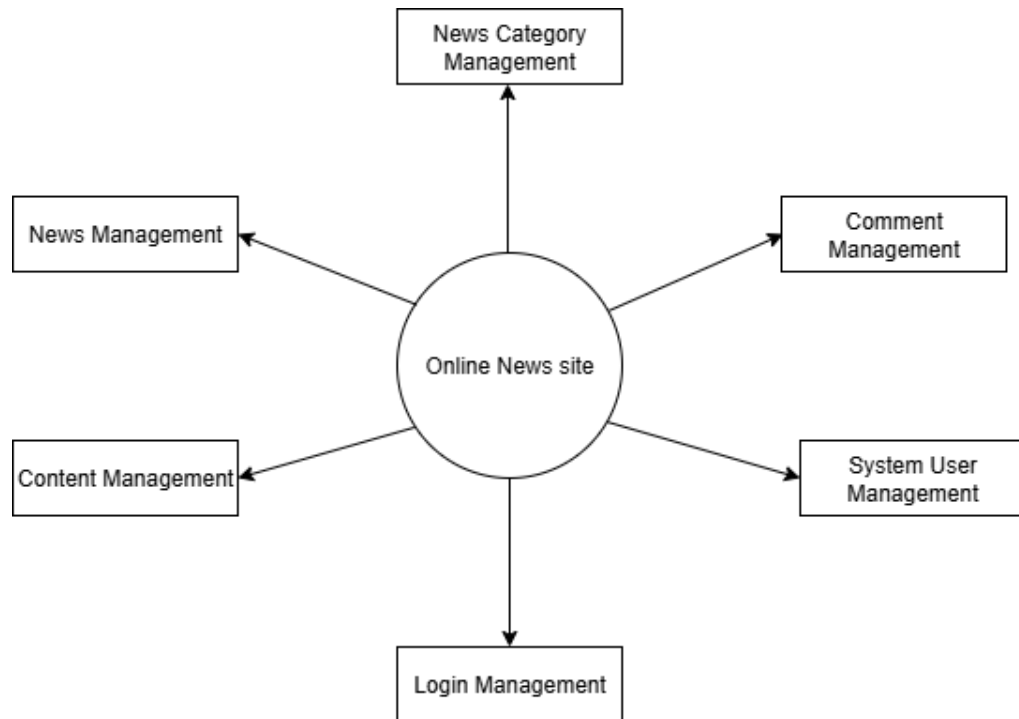 News Category
Management
News Management
Comment
Management
Online News site
Content Management
System User
Management
Login Management